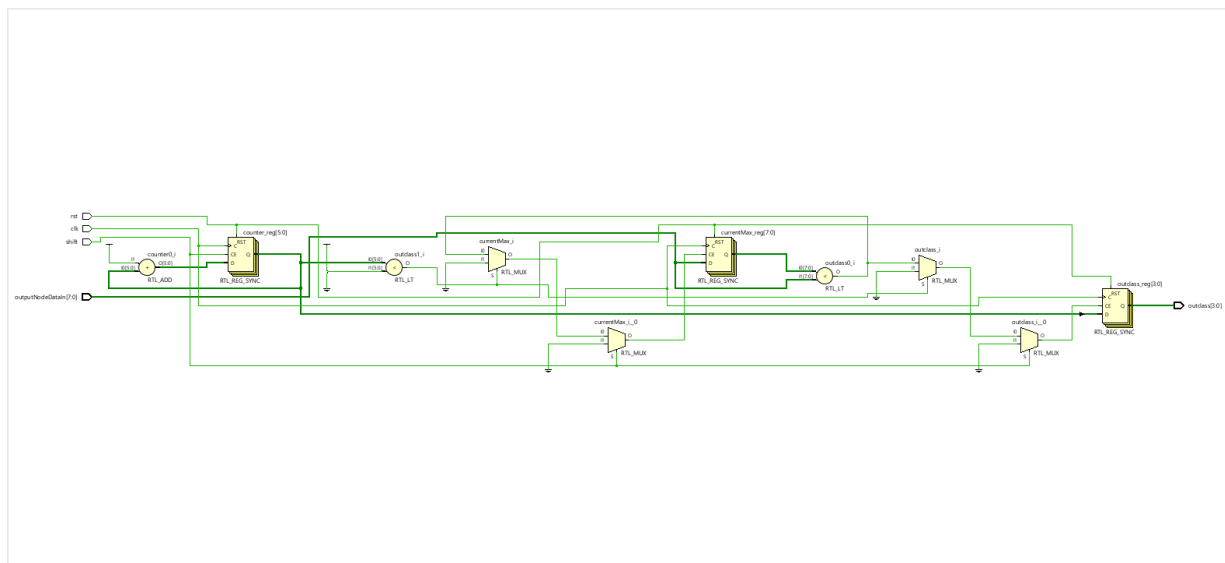 rst
clk
shift
outputNodeDataIn[7:0]
counter0_i
I1
I0[5:0]
+
O[5:0]
RTL_ADD
counter_reg[5:0]
RST
C
CE
D
Q
RTL_REG_SYNC
outclass1_i
I0[5:0]
I1[3:0]
<
O
RTL_LT
currentMax_i
I0
I1
S
O
RTL_MUX
currentMax_i__0
I0
I1
S
O
RTL_MUX
currentMax_reg[7:0]
RST
C
CE
D
Q
RTL_REG_SYNC
outclass0_i
I0[7:0]
I1[7:0]
<
O
RTL_LT
outclass_i
I0
I1
S
O
RTL_MUX
outclass_i__0
I0
I1
S
O
RTL_MUX
outclass_reg[3:0]
RST
C
CE
D
Q
RTL_REG_SYNC
outclass[3:0]